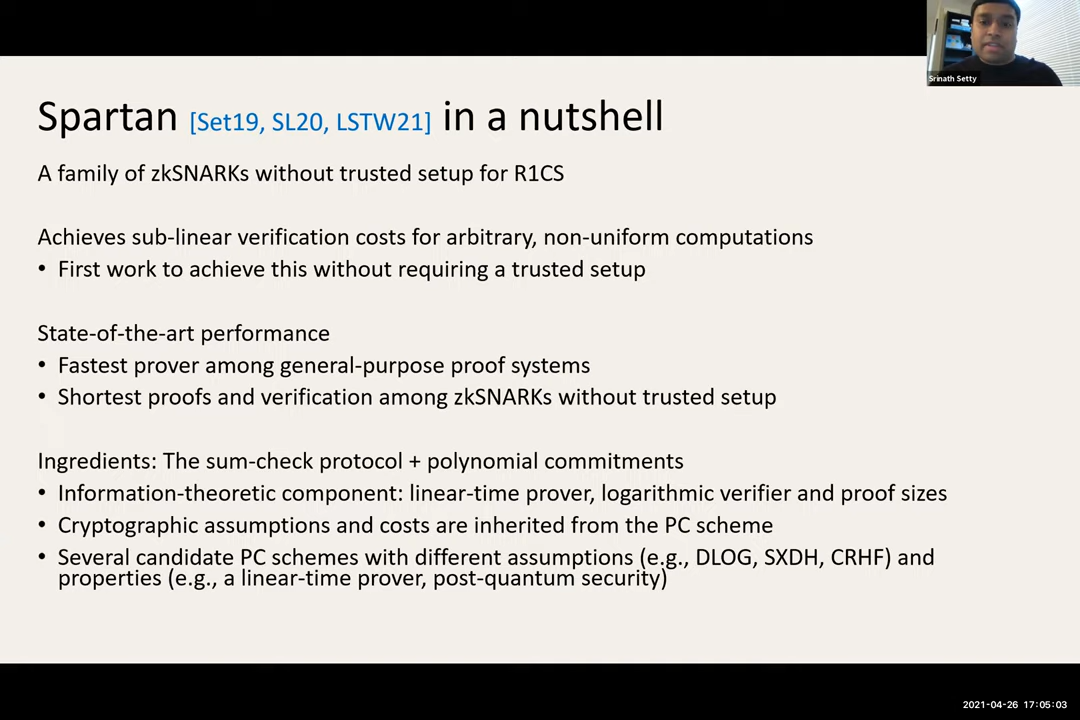 Srinath Setty
Spartan [Set19, SL20, LSTW21] in a nutshell
A family of zkSNARKs without trusted setup for R1CS
Achieves sub-linear verification costs for arbitrary, non-uniform computations
• First work to achieve this without requiring a trusted setup
State-of-the-art performance
• Fastest prover among general-purpose proof systems
• Shortest proofs and verification among zkSNARKs without trusted setup
Ingredients: The sum-check protocol + polynomial commitments
• Information-theoretic component: linear-time prover, logarithmic verifier and proof sizes
• Cryptographic assumptions and costs are inherited from the PC scheme
• Several candidate PC schemes with different assumptions (e.g., DLOG, SXDH, CRHF) and
properties (e.g., a linear-time prover, post-quantum security)
2021-04-26 17:05:03